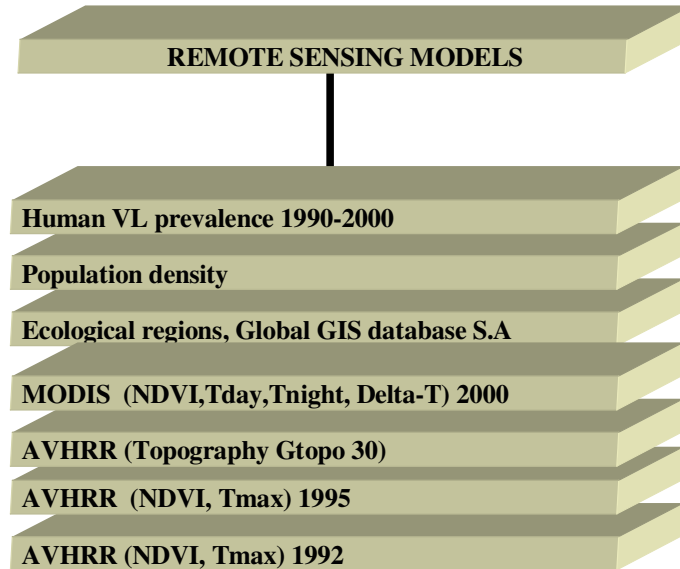 REMOTE SENSING MODELS
Human VL prevalence 1990-2000
Population density
Ecological regions, Global GIS database S.A
MODIS (NDVI,Tday,Tnight, Delta-T) 2000
AVHRR (Topography Gtopo 30)
AVHRR (NDVI, Tmax) 1995
AVHRR (NDVI, Tmax) 1992